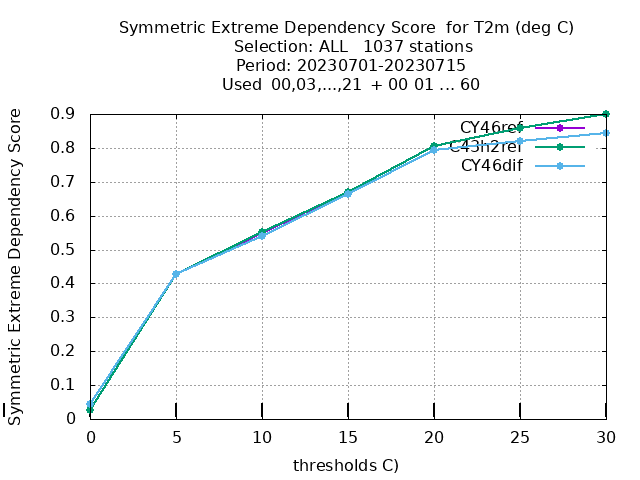 Symmetric Extreme Dependency Score for T2m (deg C)
Selection: ALL 1037 stations
Period: 20230701-20230715
Used 00,03,...,21 + 00 01 ... 60
Symmetric Extreme Dependency Score
0.9
0.8
0.7
0.6
0.5
0.4
0.3
0.2
0.1
0
CY46ref
C43h2ref
CY46dif
0 5 10 15 20 25 30
thresholds C)